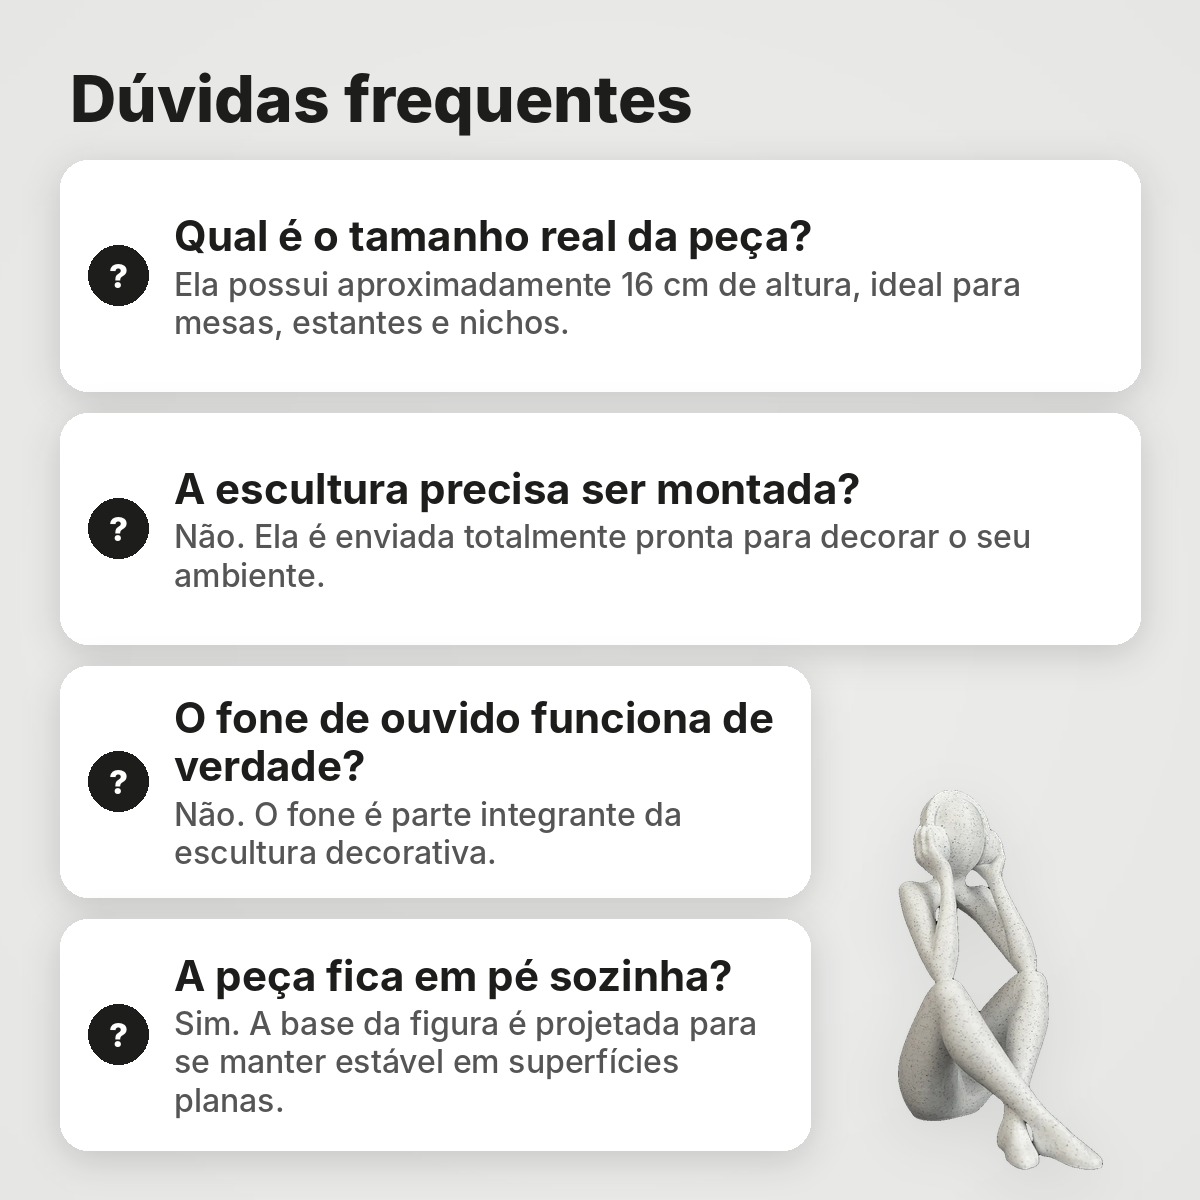 Dúvidas frequentes
?
Qual é o tamanho real da peça?
Ela possui aproximadamente 16 cm de altura, ideal para
mesas, estantes e nichos.
?
A escultura precisa ser montada?
Não. Ela é enviada totalmente pronta para decorar o seu
ambiente.
?
O fone de ouvido funciona de
verdade?
Não. O fone é parte integrante da
escultura decorativa.
?
A peça fica em pé sozinha?
Sim. A base da figura é projetada para
se manter estável em superfícies
planas.